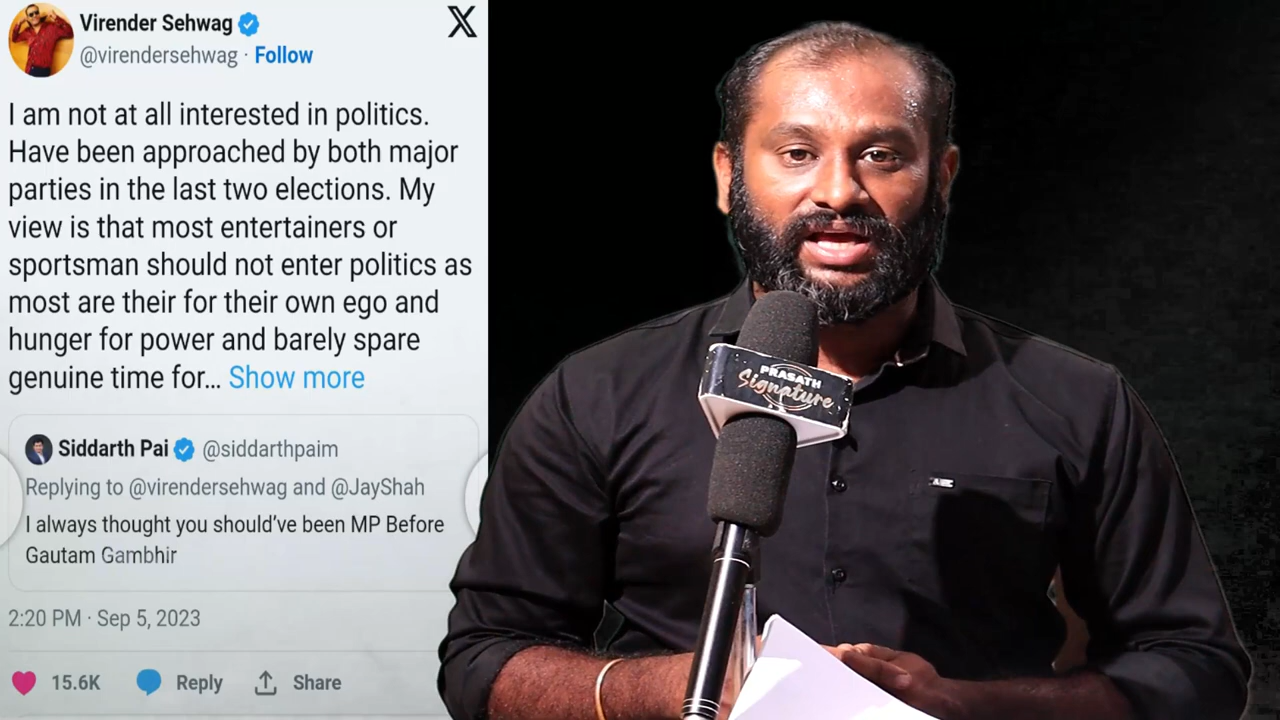 Virender Sehwag
@virendersehwag · Follow
I am not at all interested in politics.
Have been approached by both major
parties in the last two elections. My
view is that most entertainers or
sportsman should not enter politics as
most are their for their own ego and
hunger for power and barely spare
genuine time for... Show more
Siddarth Pai @siddarthpaim
Replying to @virendersehwag and @JayShah
I always thought you should've been MP Before
Gautam Gambhir
2:20 PM · Sep 5, 2023
15.6K Reply Share
PRASATH
Signature